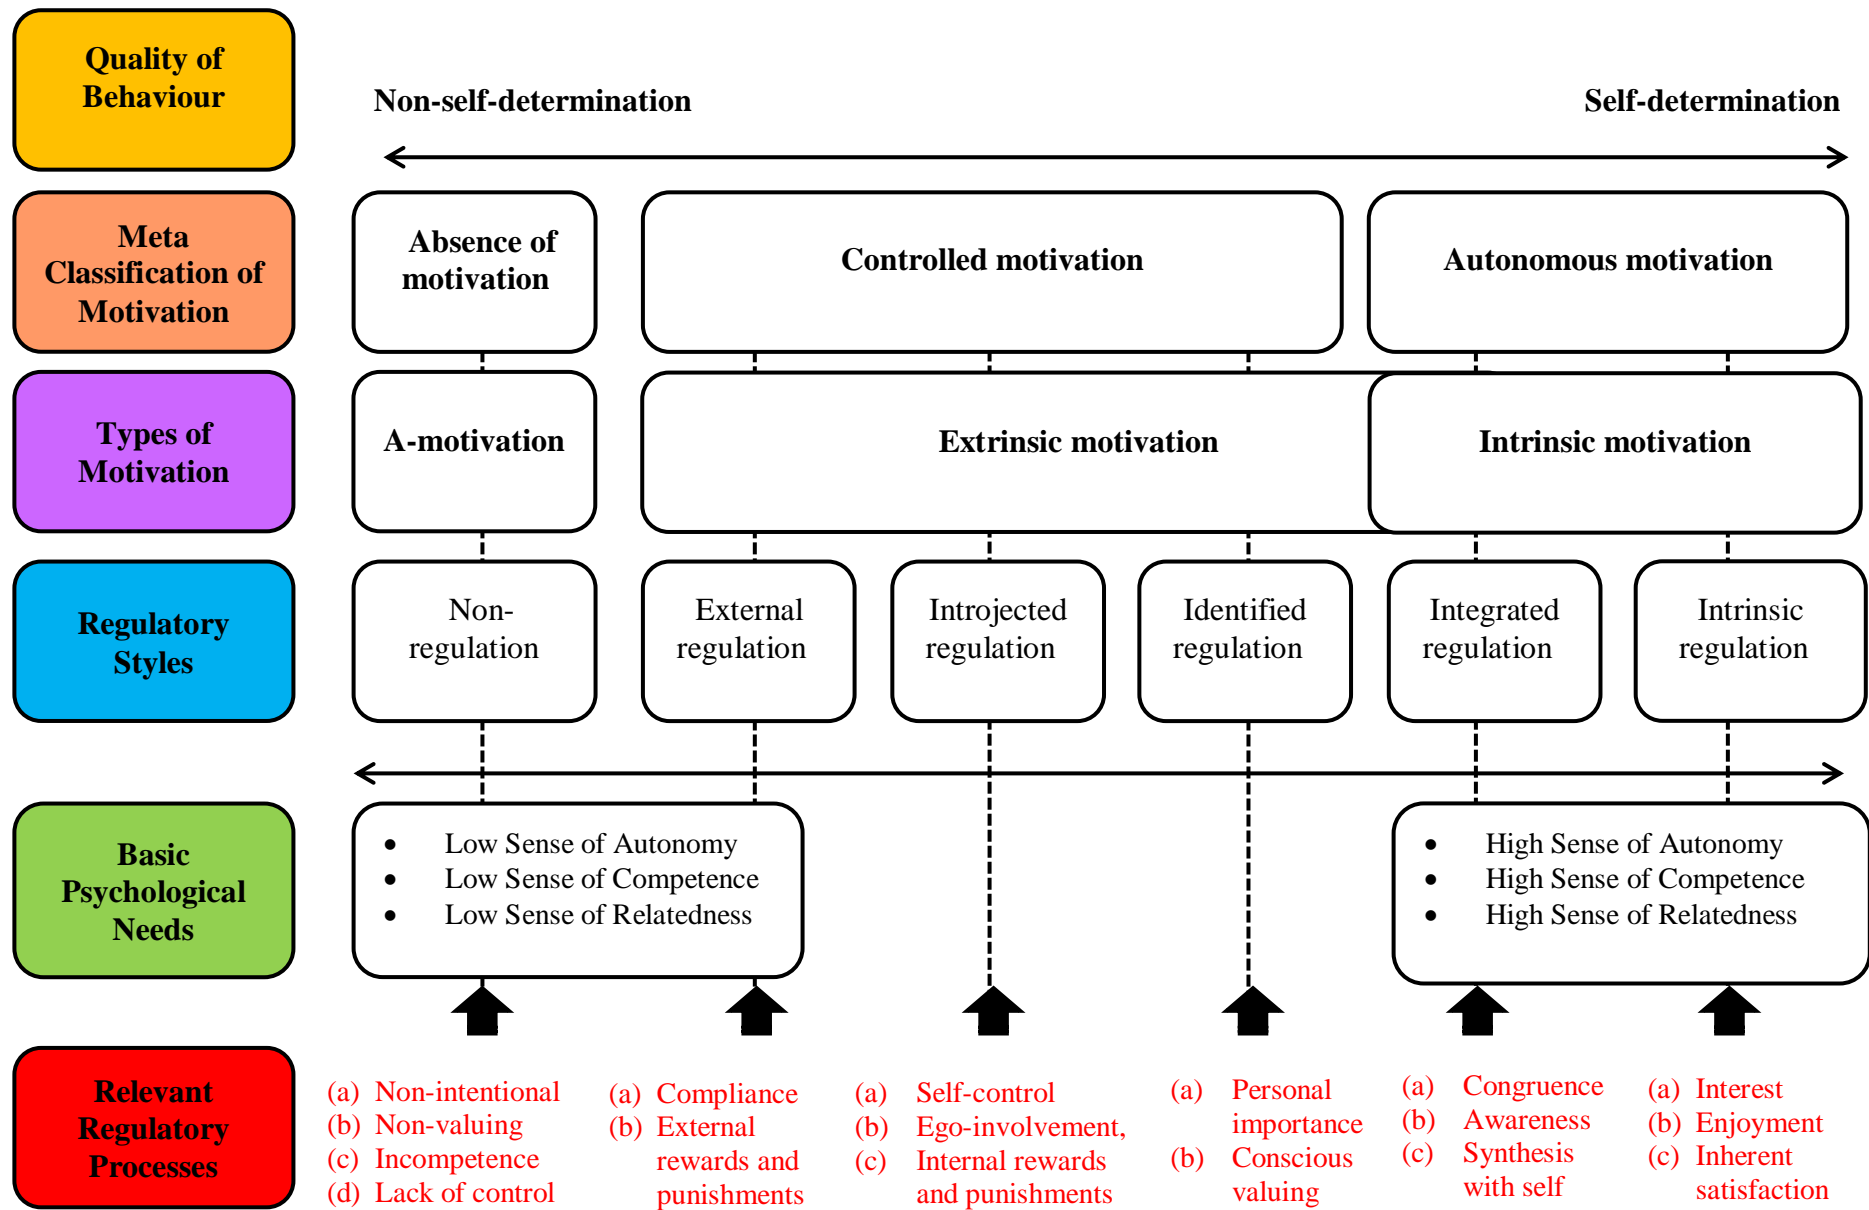 Quality of
Behaviour
Non-self-determination
Self-determination
Meta
Classification of
Motivation
Absence of
motivation
Controlled motivation
Autonomous motivation
Types of
Motivation
A-motivation
Extrinsic motivation
Intrinsic motivation
Regulatory
Styles
Non-
regulation
External
regulation
Introjected
regulation
Identified
regulation
Integrated
regulation
Intrinsic
regulation
Basic
Psychological
Needs
• Low Sense of Autonomy
• Low Sense of Competence
• Low Sense of Relatedness
• High Sense of Autonomy
• High Sense of Competence
• High Sense of Relatedness
Relevant
Regulatory
Processes
(a) Non-intentional
(b) Non-valuing
(c) Incompetence
(d) Lack of control
(a) Compliance
(b) External
rewards and
punishments
(a) Self-control
(b) Ego-involvement,
(c) Internal rewards
and punishments
(a) Personal
importance
(b) Conscious
valuing
(a) Congruence
(b) Awareness
(c) Synthesis
with self
(a) Interest
(b) Enjoyment
(c) Inherent
satisfaction